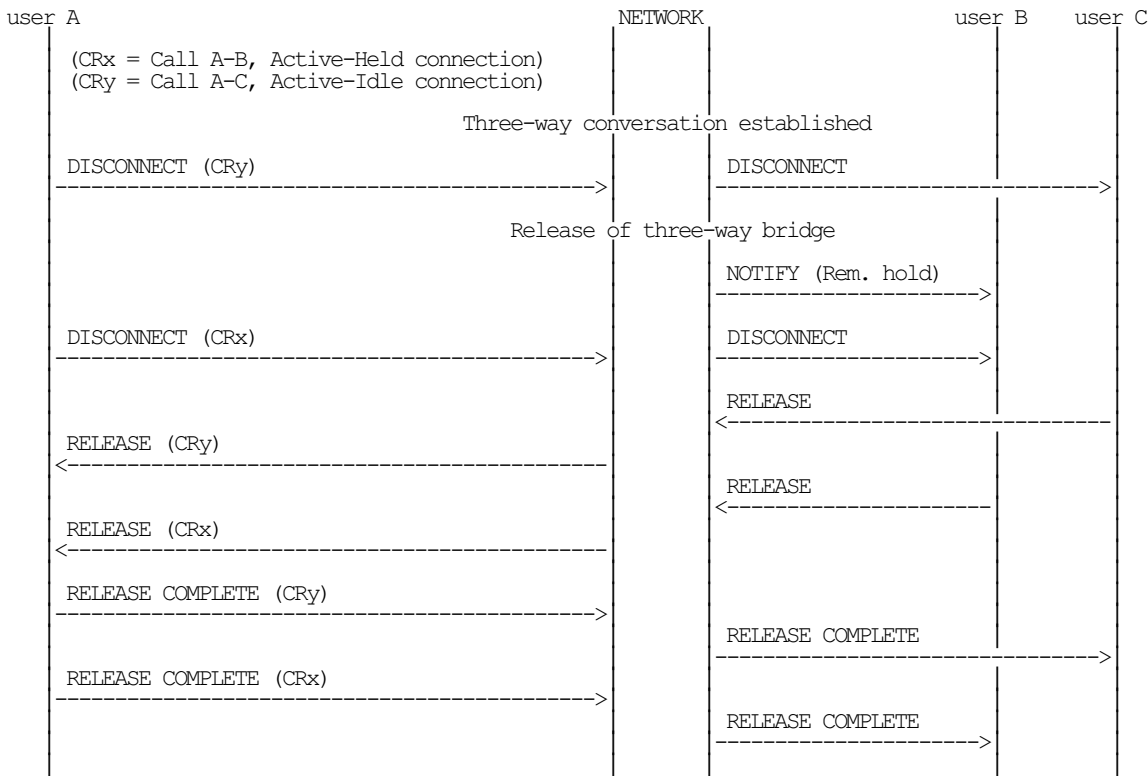 user A NETWORK user B user C
(CRx = Call A-B, Active-Held connection)
(CRy = Call A-C, Active-Idle connection)
Three-way conversation established
DISCONNECT (CRy) DISCONNECT
Release of three-way bridge
NOTIFY (Rem. hold)
DISCONNECT (CRx) DISCONNECT
RELEASE
RELEASE (CRy)
RELEASE
RELEASE (CRx)
RELEASE COMPLETE (CRy)
RELEASE COMPLETE
RELEASE COMPLETE (CRx)
RELEASE COMPLETE